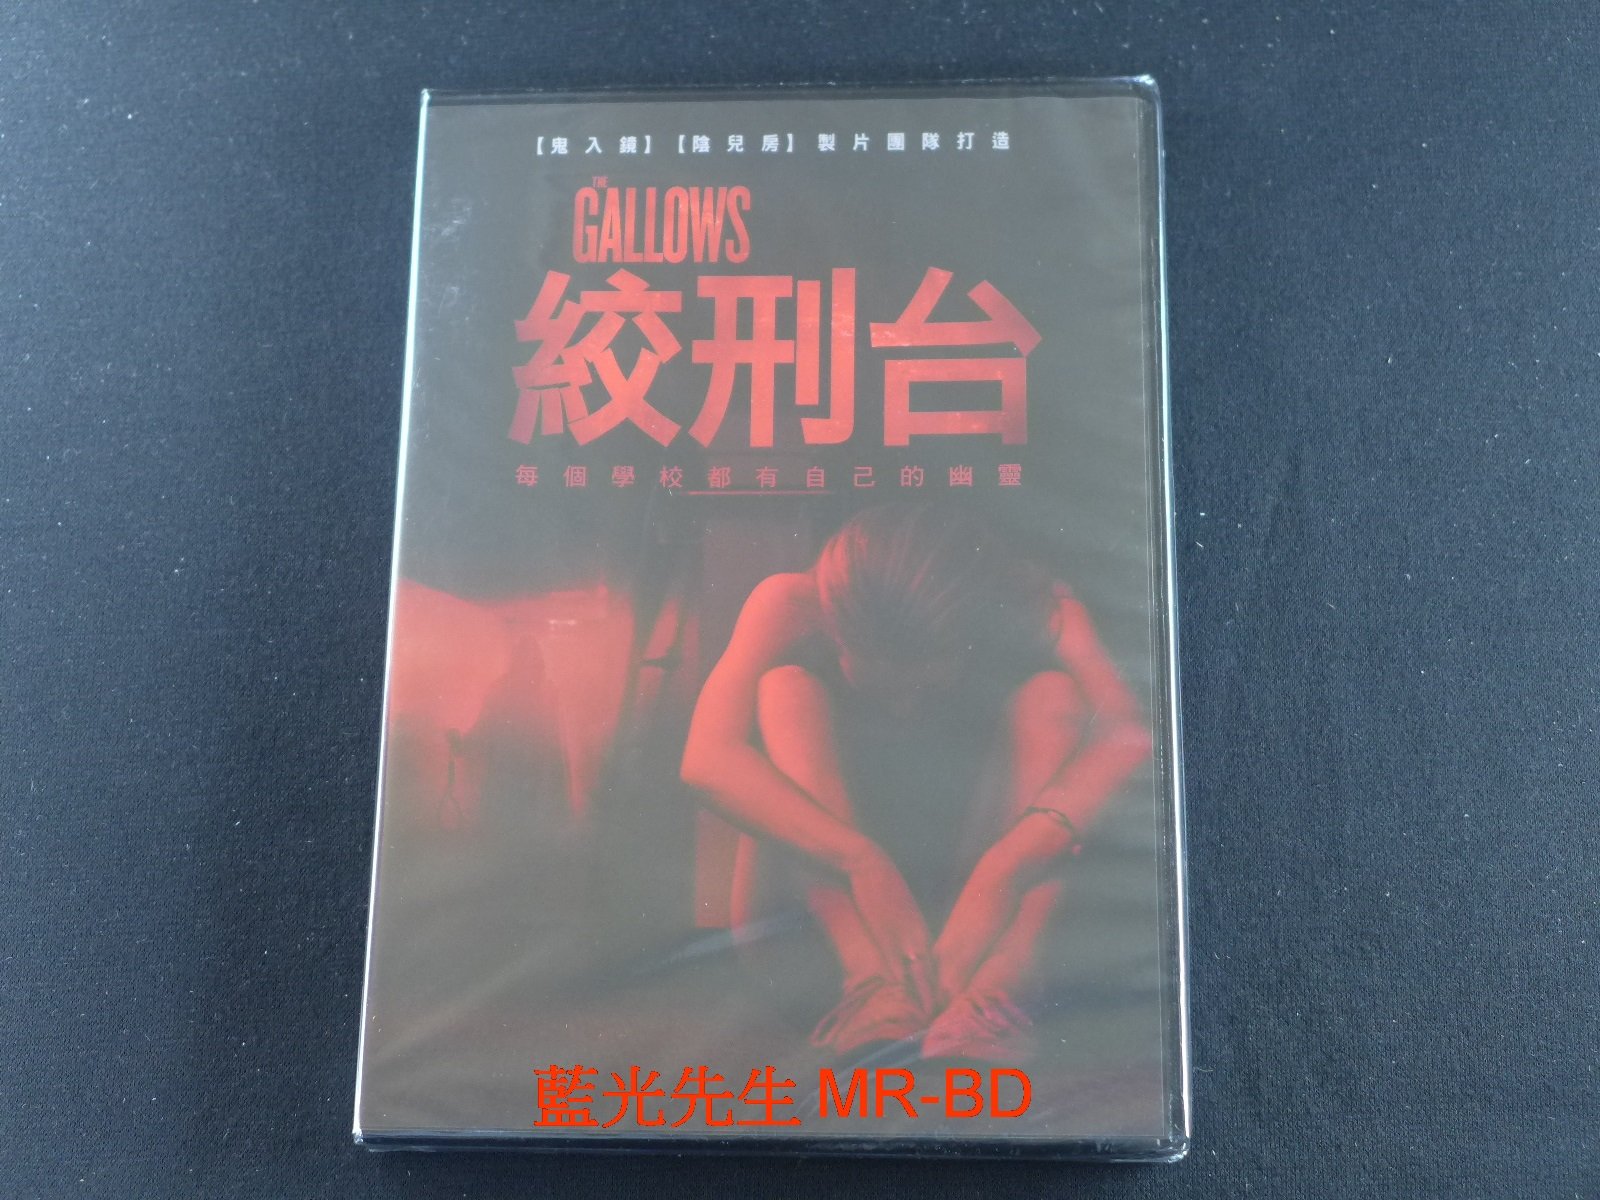 【鬼入鏡】【陰兒房】製片團隊打造
THE
GALLOWS
絞刑台
每個學校都有自己的幽靈
藍光先生 MR-BD